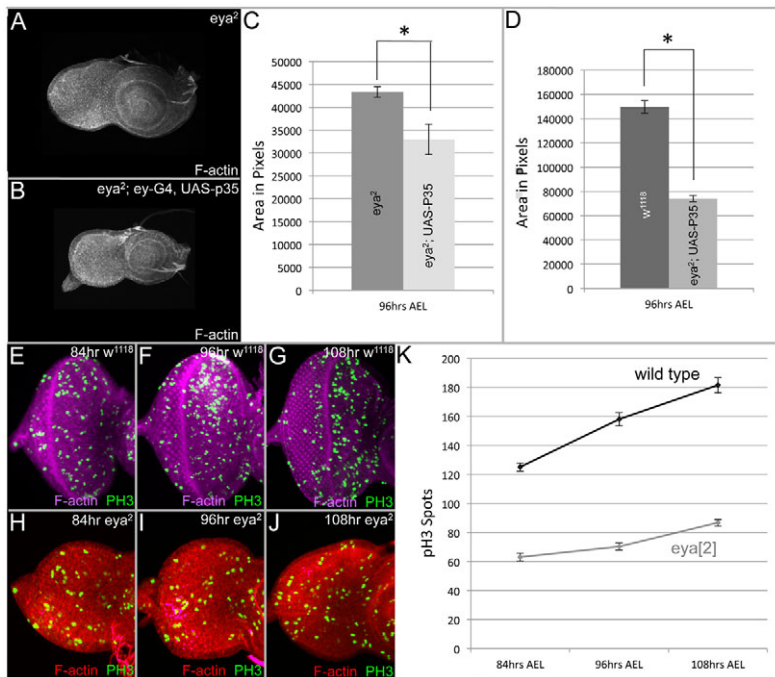 A
eya²
F-actin
B
eya²; ey-G4, UAS-p35
F-actin
C
*
50000
45000
40000
35000
30000
25000
20000
15000
10000
5000
0
Area in Pixels
eya²
eya²; UAS-P35
96hrs AEL
D
*
180000
160000
140000
120000
100000
80000
60000
40000
20000
0
Area in Pixels
w¹¹¹⁸
eya²; UAS-P35
96hrs AEL
E
84hr w¹¹¹⁸
F-actin PH3
F
96hr w¹¹¹⁸
F-actin PH3
G
108hr w¹¹¹⁸
F-actin PH3
H
84hr eya²
F-actin PH3
I
96hr eya²
F-actin PH3
J
108hr eya²
F-actin PH3
K
200
180
160
140
120
100
80
60
40
20
0
pH3 Spots
wild type
eya[2]
84hrs AEL
96hrs AEL
108hrs AEL